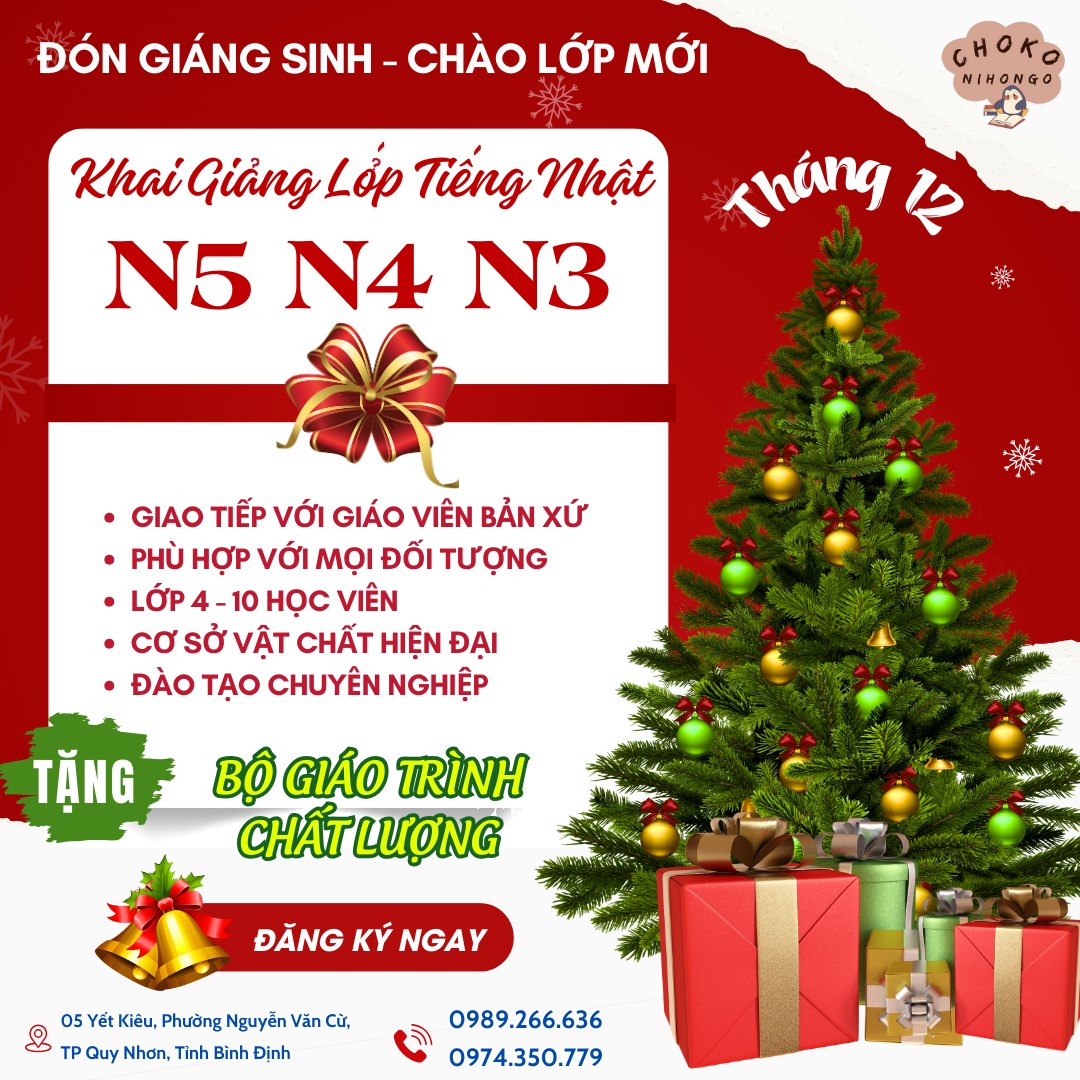 ĐÓN GIÁNG SINH - CHÀO LỚP MỚI
CHOKO
NIHONGO
Khai Giảng Lớp Tiếng Nhật
Tháng 12
N5 N4 N3
• GIAO TIẾP VỚI GIÁO VIÊN BẢN XỨ
• PHÙ HỢP VỚI MỌI ĐỐI TƯỢNG
• LỚP 4 - 10 HỌC VIÊN
• CƠ SỞ VẬT CHẤT HIỆN ĐẠI
• ĐÀO TẠO CHUYÊN NGHIỆP
TẶNG
BỘ GIÁO TRÌNH
CHẤT LƯỢNG
ĐĂNG KÝ NGAY
05 Yết Kiêu, Phường Nguyễn Văn Cừ,
TP Quy Nhơn, Tỉnh Bình Định
0989.266.636
0974.350.779